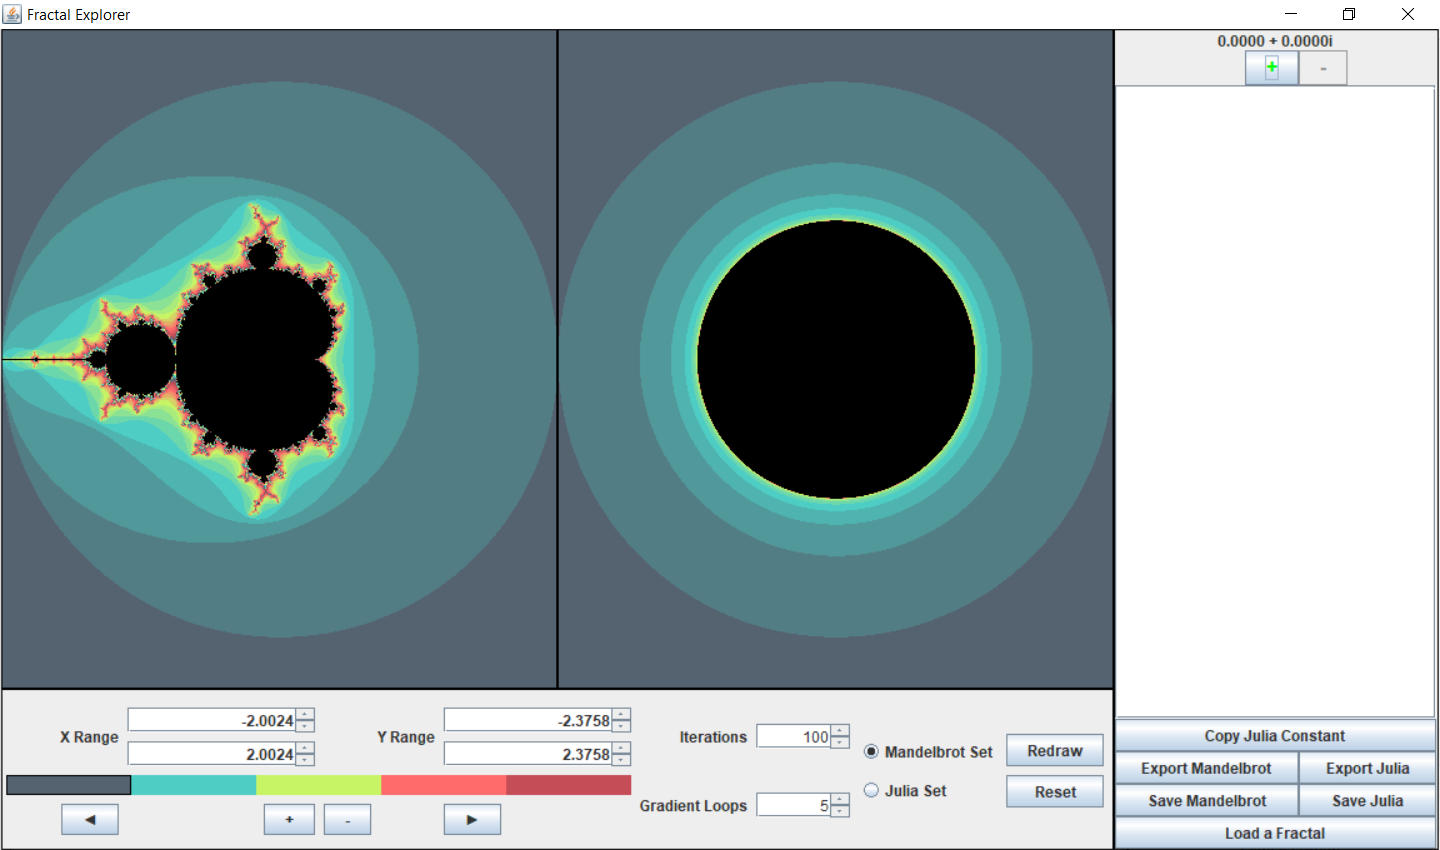 Fractal Explorer
0.0000 + 0.0000i
+ -
X Range
-2.0024
2.0024
Y Range
-2.3758
2.3758
◀ + - ▶
Iterations 100
Gradient Loops 5
Mandelbrot Set
Julia Set
Redraw
Reset
Copy Julia Constant
Export Mandelbrot Export Julia
Save Mandelbrot Save Julia
Load a Fractal